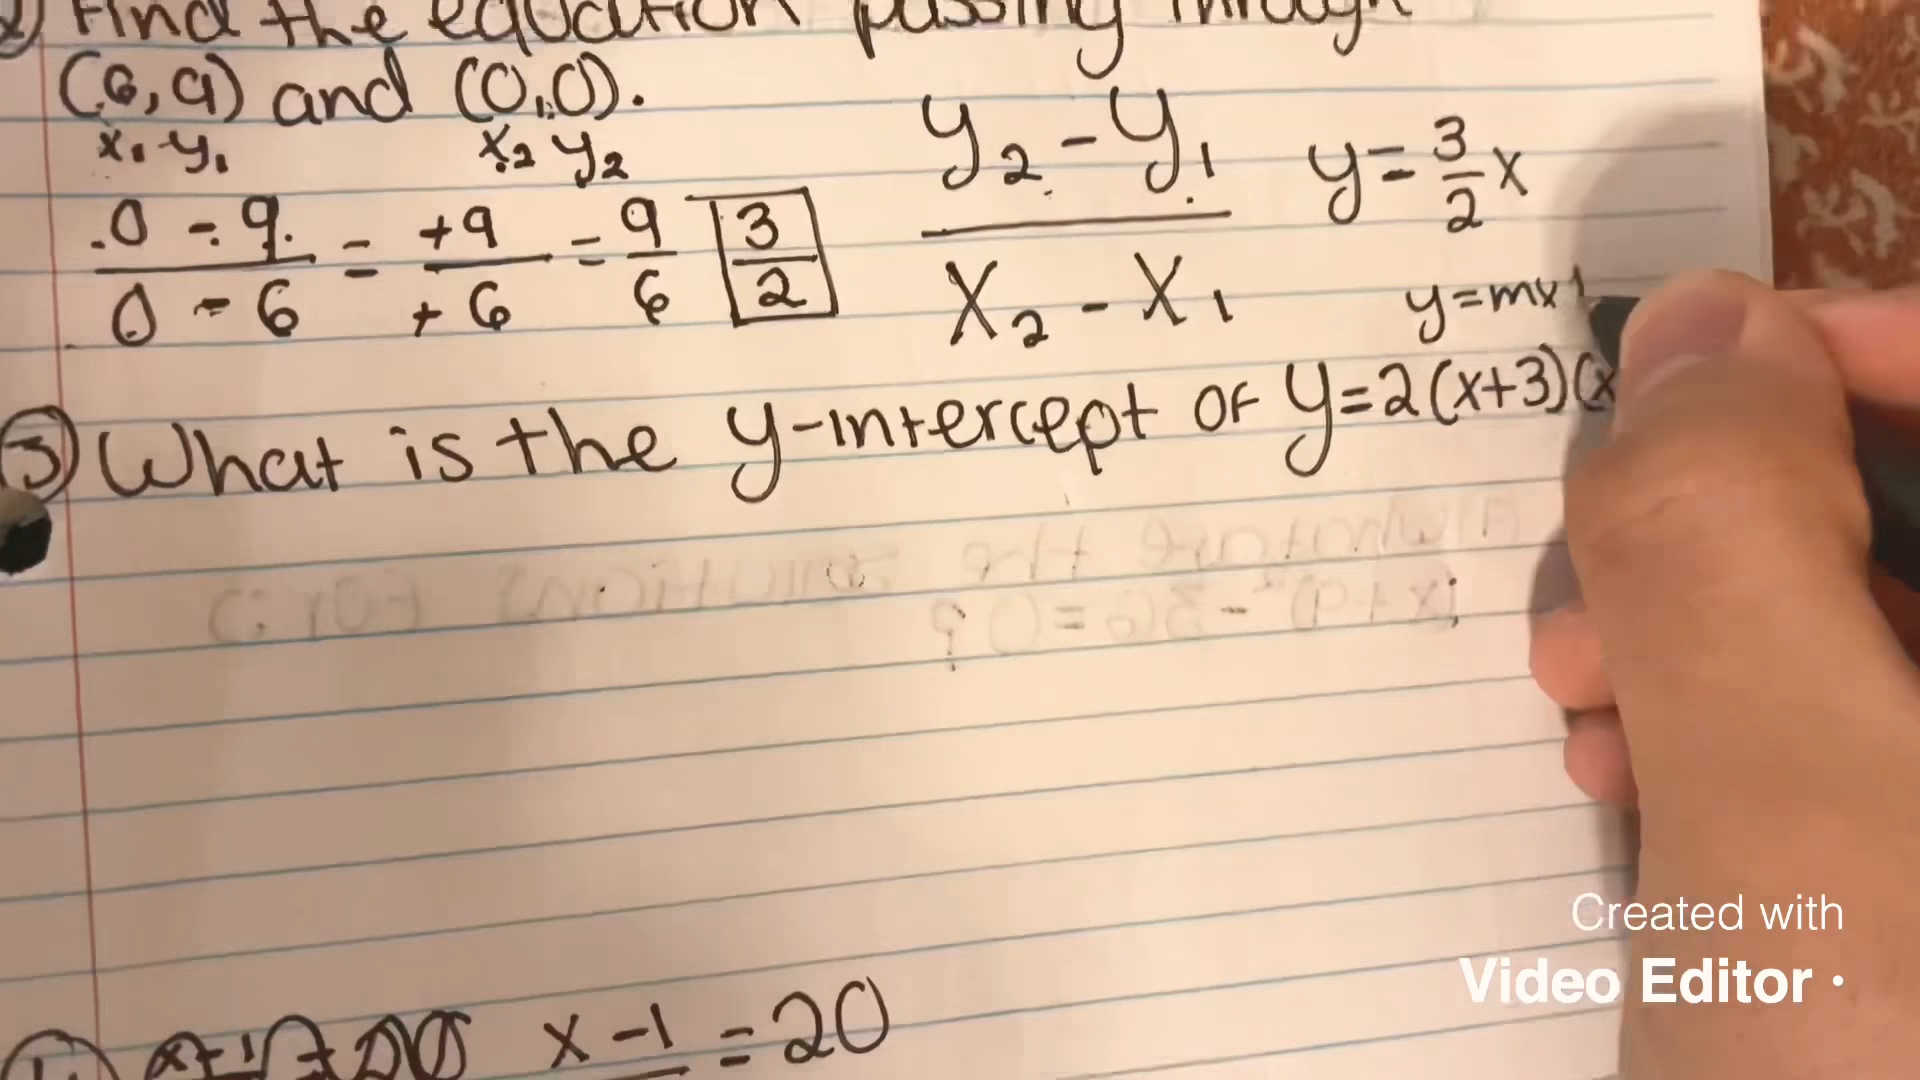 2) Find the equation passing through
(6,9) and (0,0).
x1 y1 x2 y2
y2 - y1 / x2 - x1
y = 3/2 x
0 - 9 / 0 - 6 = +9 / +6 = 9/6 3/2
y = mx
3) What is the y-intercept of y=2(x+3)(x
x - 1 = 20
Created with
Video Editor